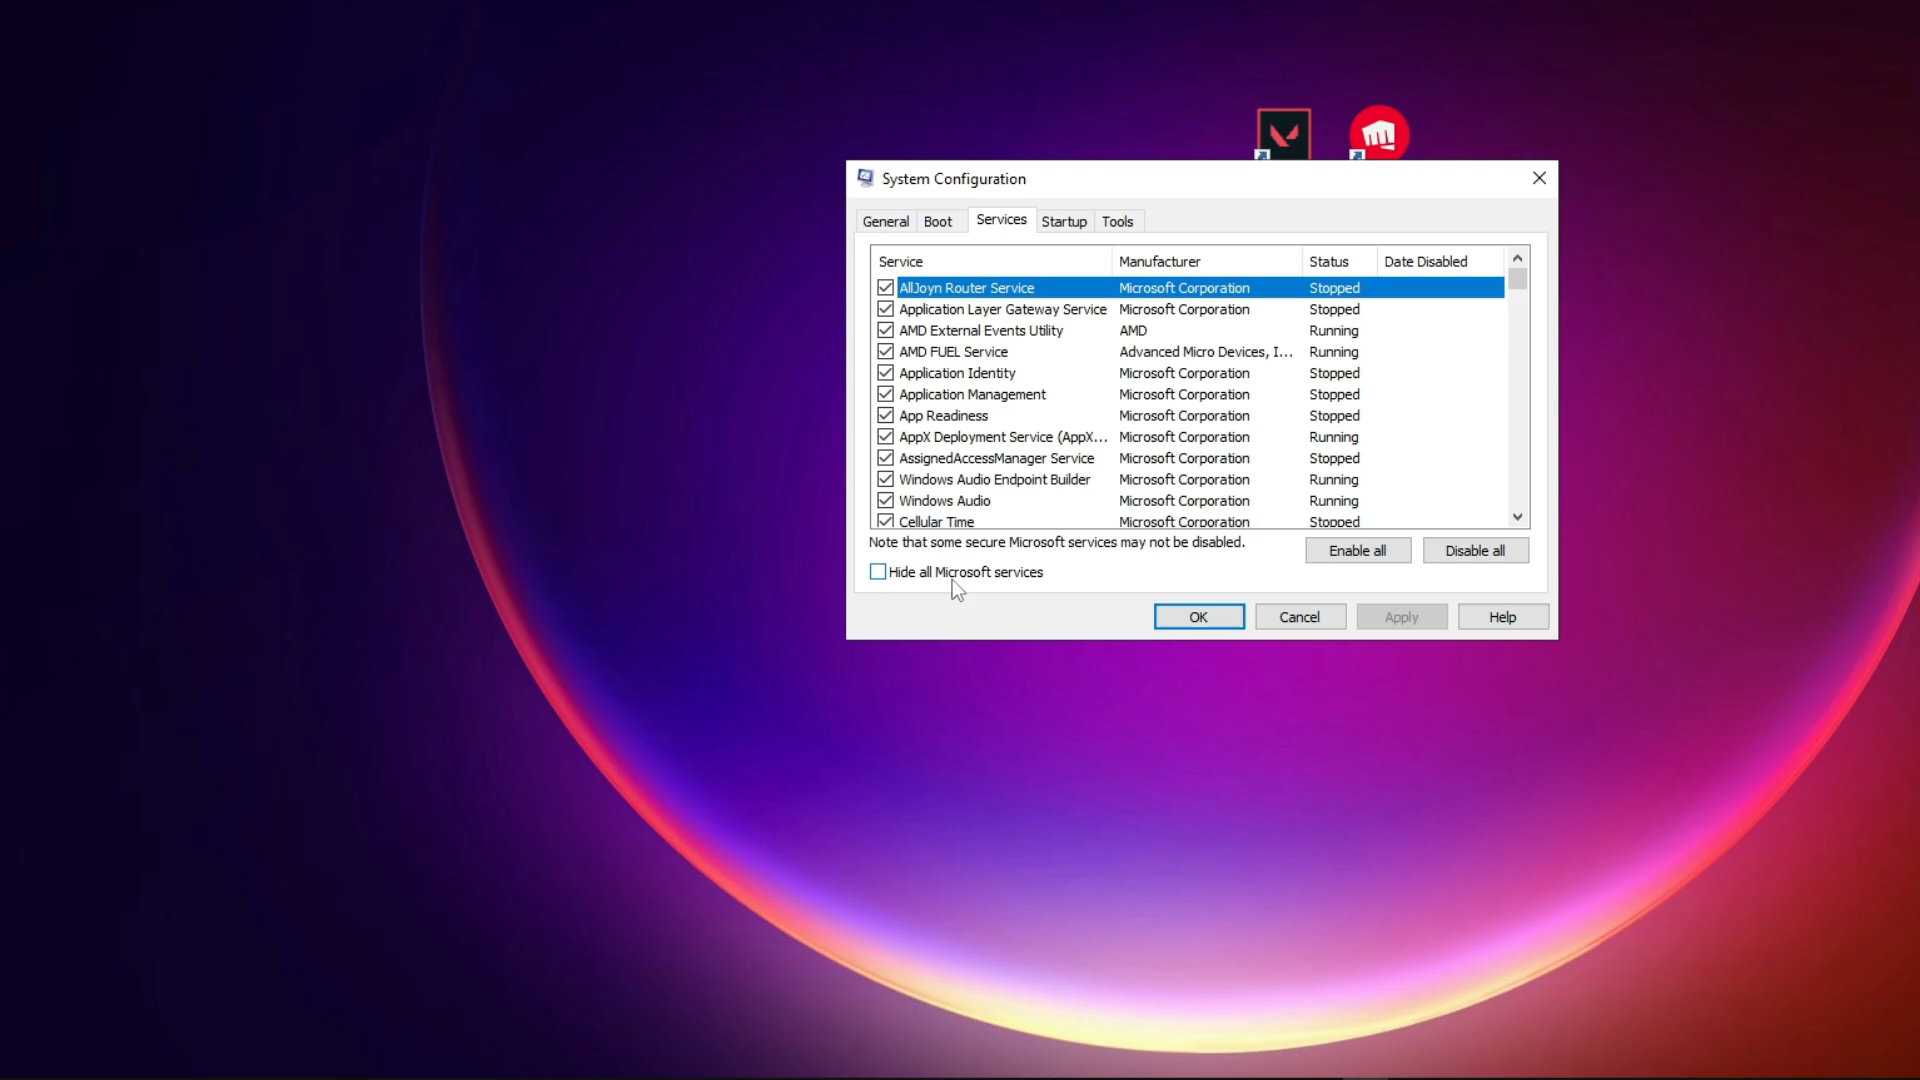 System Configuration
General Boot Services Startup Tools
Service Manufacturer Status Date Disabled
AllJoyn Router Service Microsoft Corporation Stopped
Application Layer Gateway Service Microsoft Corporation Stopped
AMD External Events Utility AMD Running
AMD FUEL Service Advanced Micro Devices, I... Running
Application Identity Microsoft Corporation Stopped
Application Management Microsoft Corporation Stopped
App Readiness Microsoft Corporation Stopped
AppX Deployment Service (AppX... Microsoft Corporation Running
AssignedAccessManager Service Microsoft Corporation Stopped
Windows Audio Endpoint Builder Microsoft Corporation Running
Windows Audio Microsoft Corporation Running
Cellular Time Microsoft Corporation Stopped
Note that some secure Microsoft services may not be disabled.
Enable all Disable all
Hide all Microsoft services
OK Cancel Apply Help